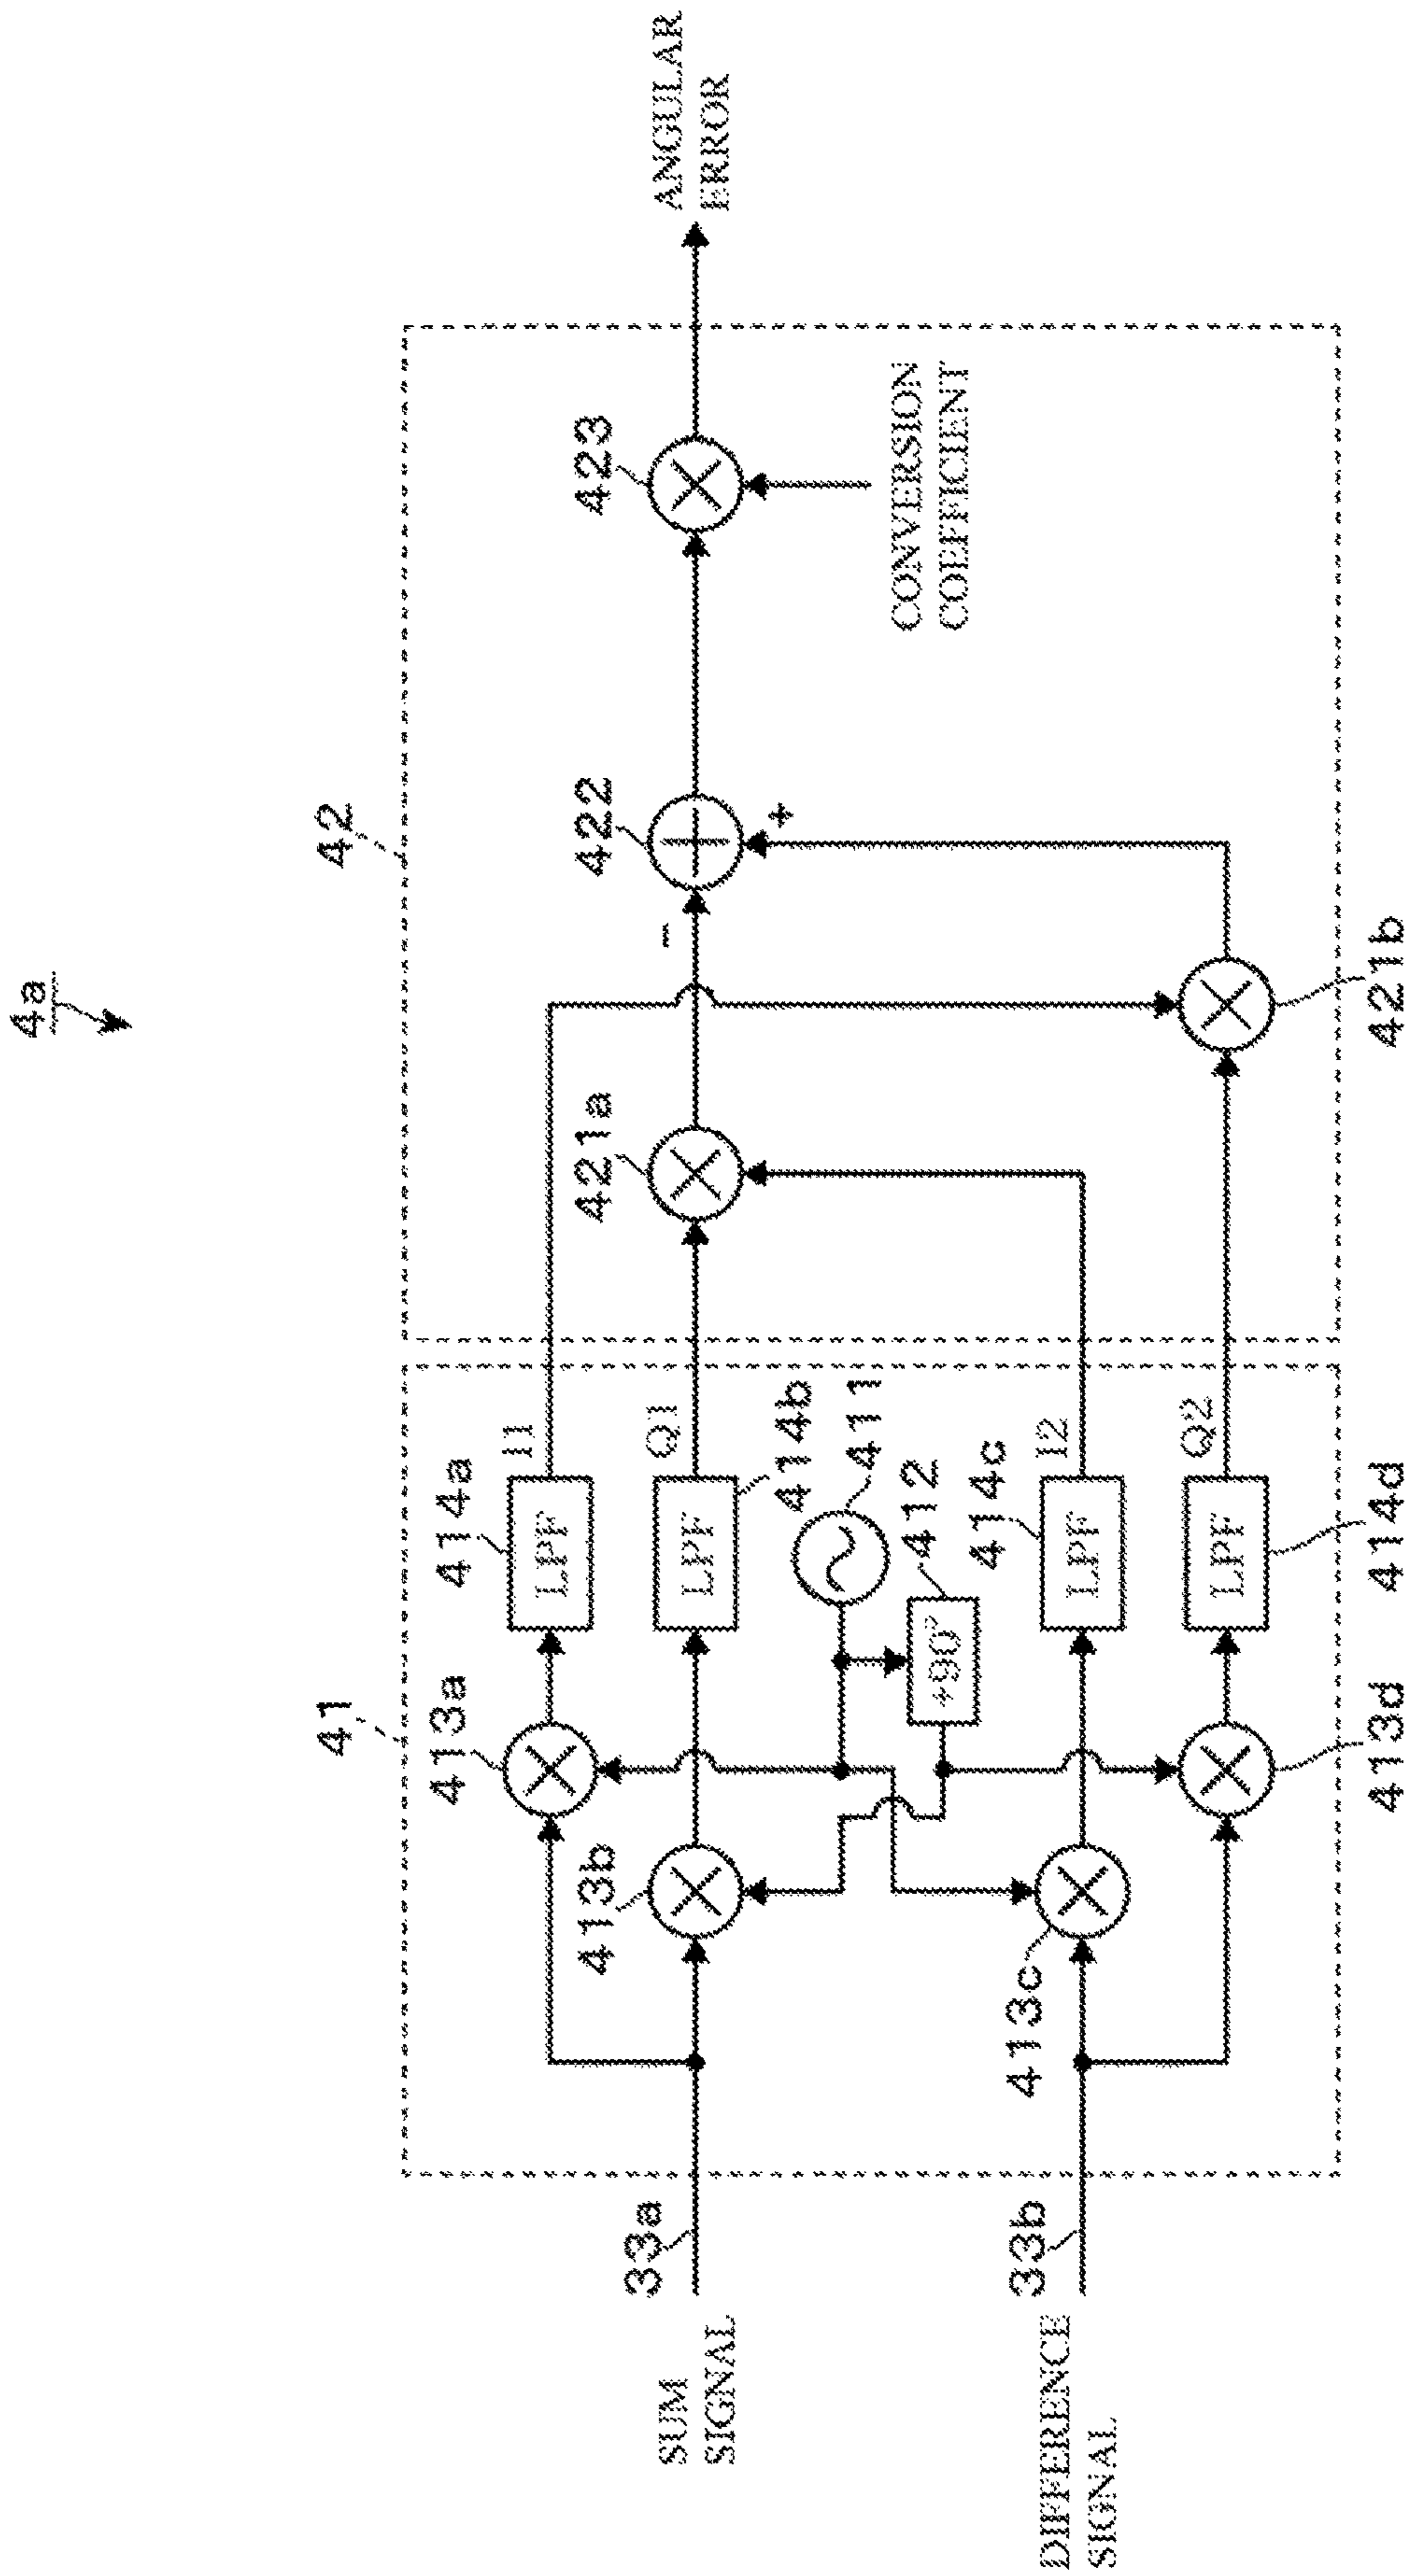 4a
41
42
413a
414a
I1
413b
421a
422
423
33a
SUM
SIGNAL
LPF
LPF
Q1
-
+
ANGULAR
ERROR
414b
411
412
+90°
CONVERSION
COEFICIENT
33b
413c
414c
I2
DIFFERENCE
SIGNAL
LPF
LPF
Q2
413d
414d
421b